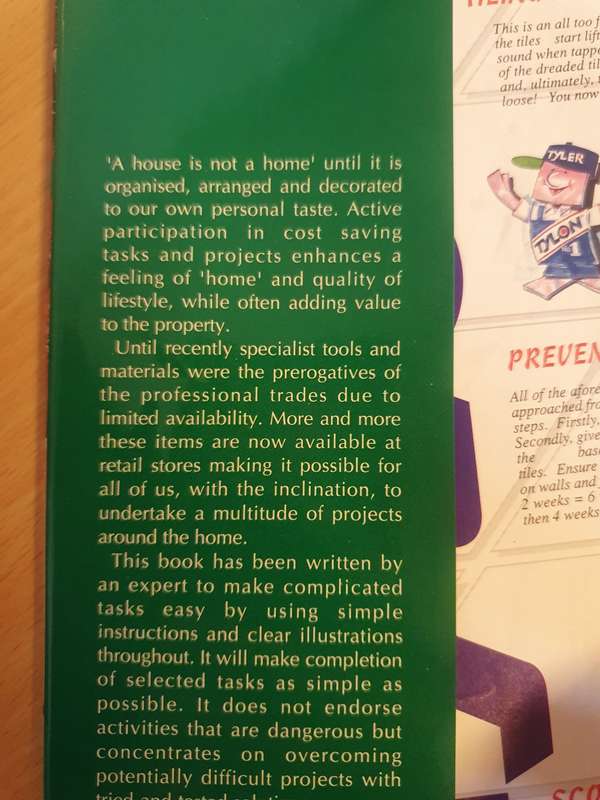 'A house is not a home' until it is
organised, arranged and decorated
to our own personal taste. Active
participation in cost saving
tasks and projects enhances a
feeling of 'home' and quality of
lifestyle, while often adding value
to the property.
Until recently specialist tools and
materials were the prerogatives of
the professional trades due to
limited availability. More and more
these items are now available at
retail stores making it possible for
all of us, with the inclination, to
undertake a multitude of projects
around the home.
This book has been written by
an expert to make complicated
tasks easy by using simple
instructions and clear illustrations
throughout. It will make completion
of selected tasks as simple as
possible. It does not endorse
activities that are dangerous but
concentrates on overcoming
potentially difficult projects with
tried and tested
This is an all too
the tiles start
sound when
of the dreaded
and, ultimately,
loose! You now
TYLER
TYLON
All of the
approached
steps. Firstly,
Secondly, give
the
tiles. Ensure
on walls and
2 weeks = 6
then 4 weeks